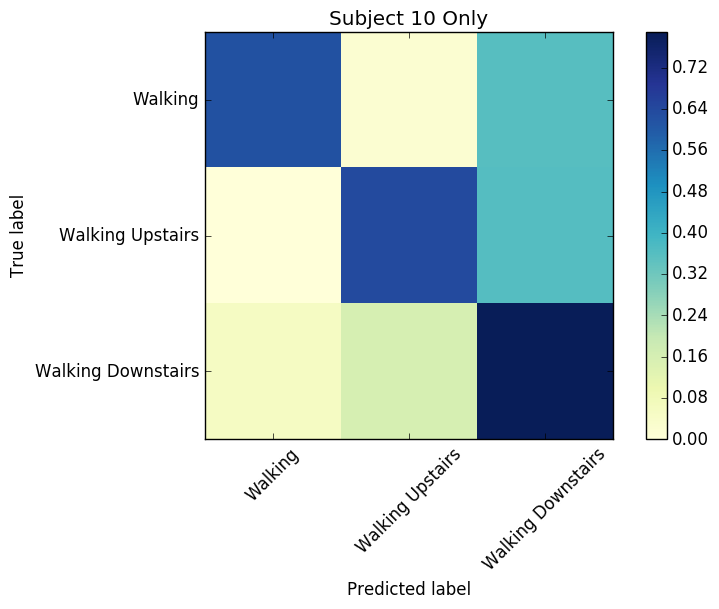 Subject 10 Only
Walking
Walking Upstairs
Walking Downstairs
True label
Walking
Walking Upstairs
Walking Downstairs
Predicted label
0.72
0.64
0.56
0.48
0.40
0.32
0.24
0.16
0.08
0.00